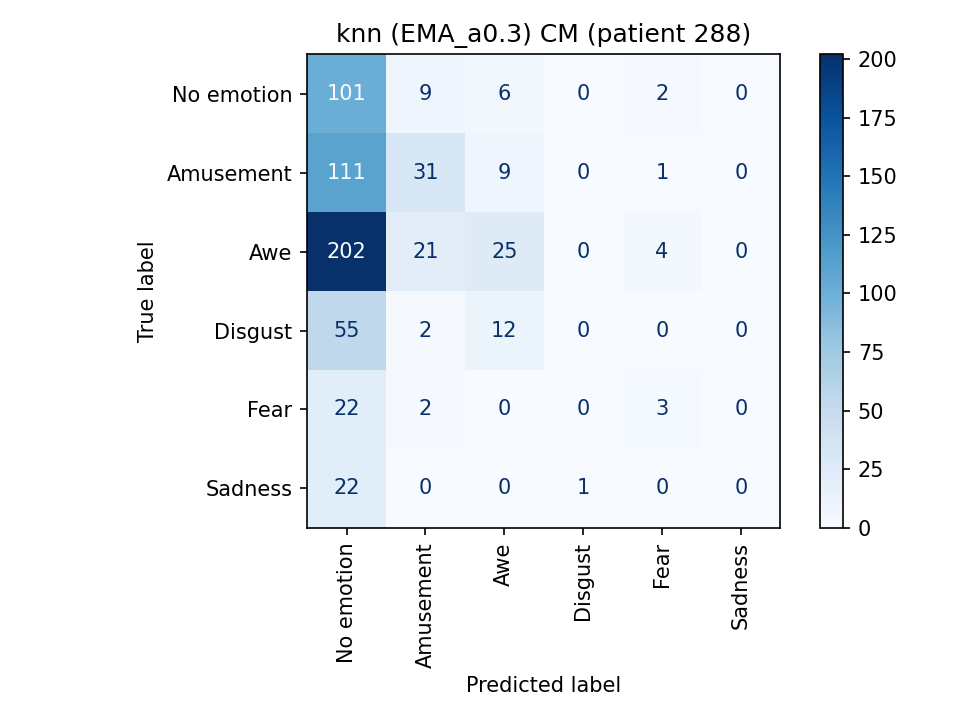 knn (EMA_a0.3) CM (patient 288)
No emotion 101 9 6 0 2 0
Amusement 111 31 9 0 1 0
Awe 202 21 25 0 4 0
Disgust 55 2 12 0 0 0
Fear 22 2 0 0 3 0
Sadness 22 0 0 1 0 0
True label
No emotion Amusement Awe Disgust Fear Sadness
Predicted label
200
175
150
125
100
75
50
25
0